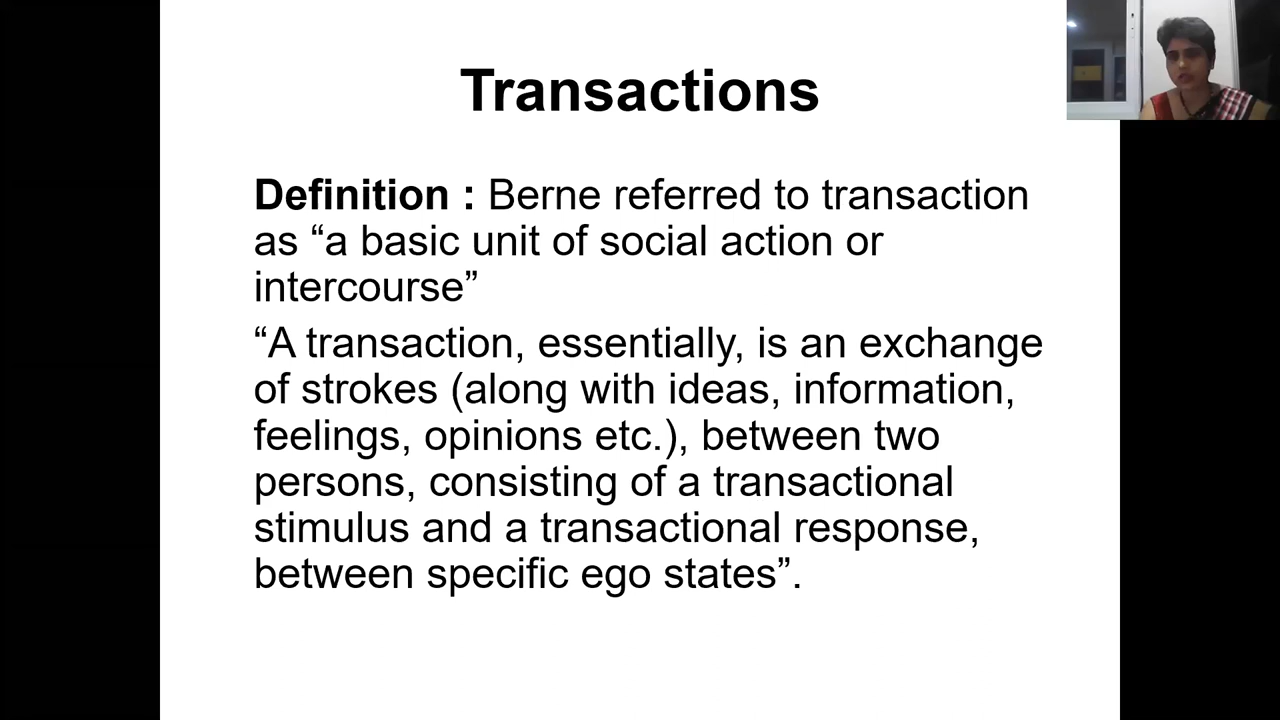 Transactions
Definition : Berne referred to transaction
as “a basic unit of social action or
intercourse”
“A transaction, essentially, is an exchange
of strokes (along with ideas, information,
feelings, opinions etc.), between two
persons, consisting of a transactional
stimulus and a transactional response,
between specific ego states”.